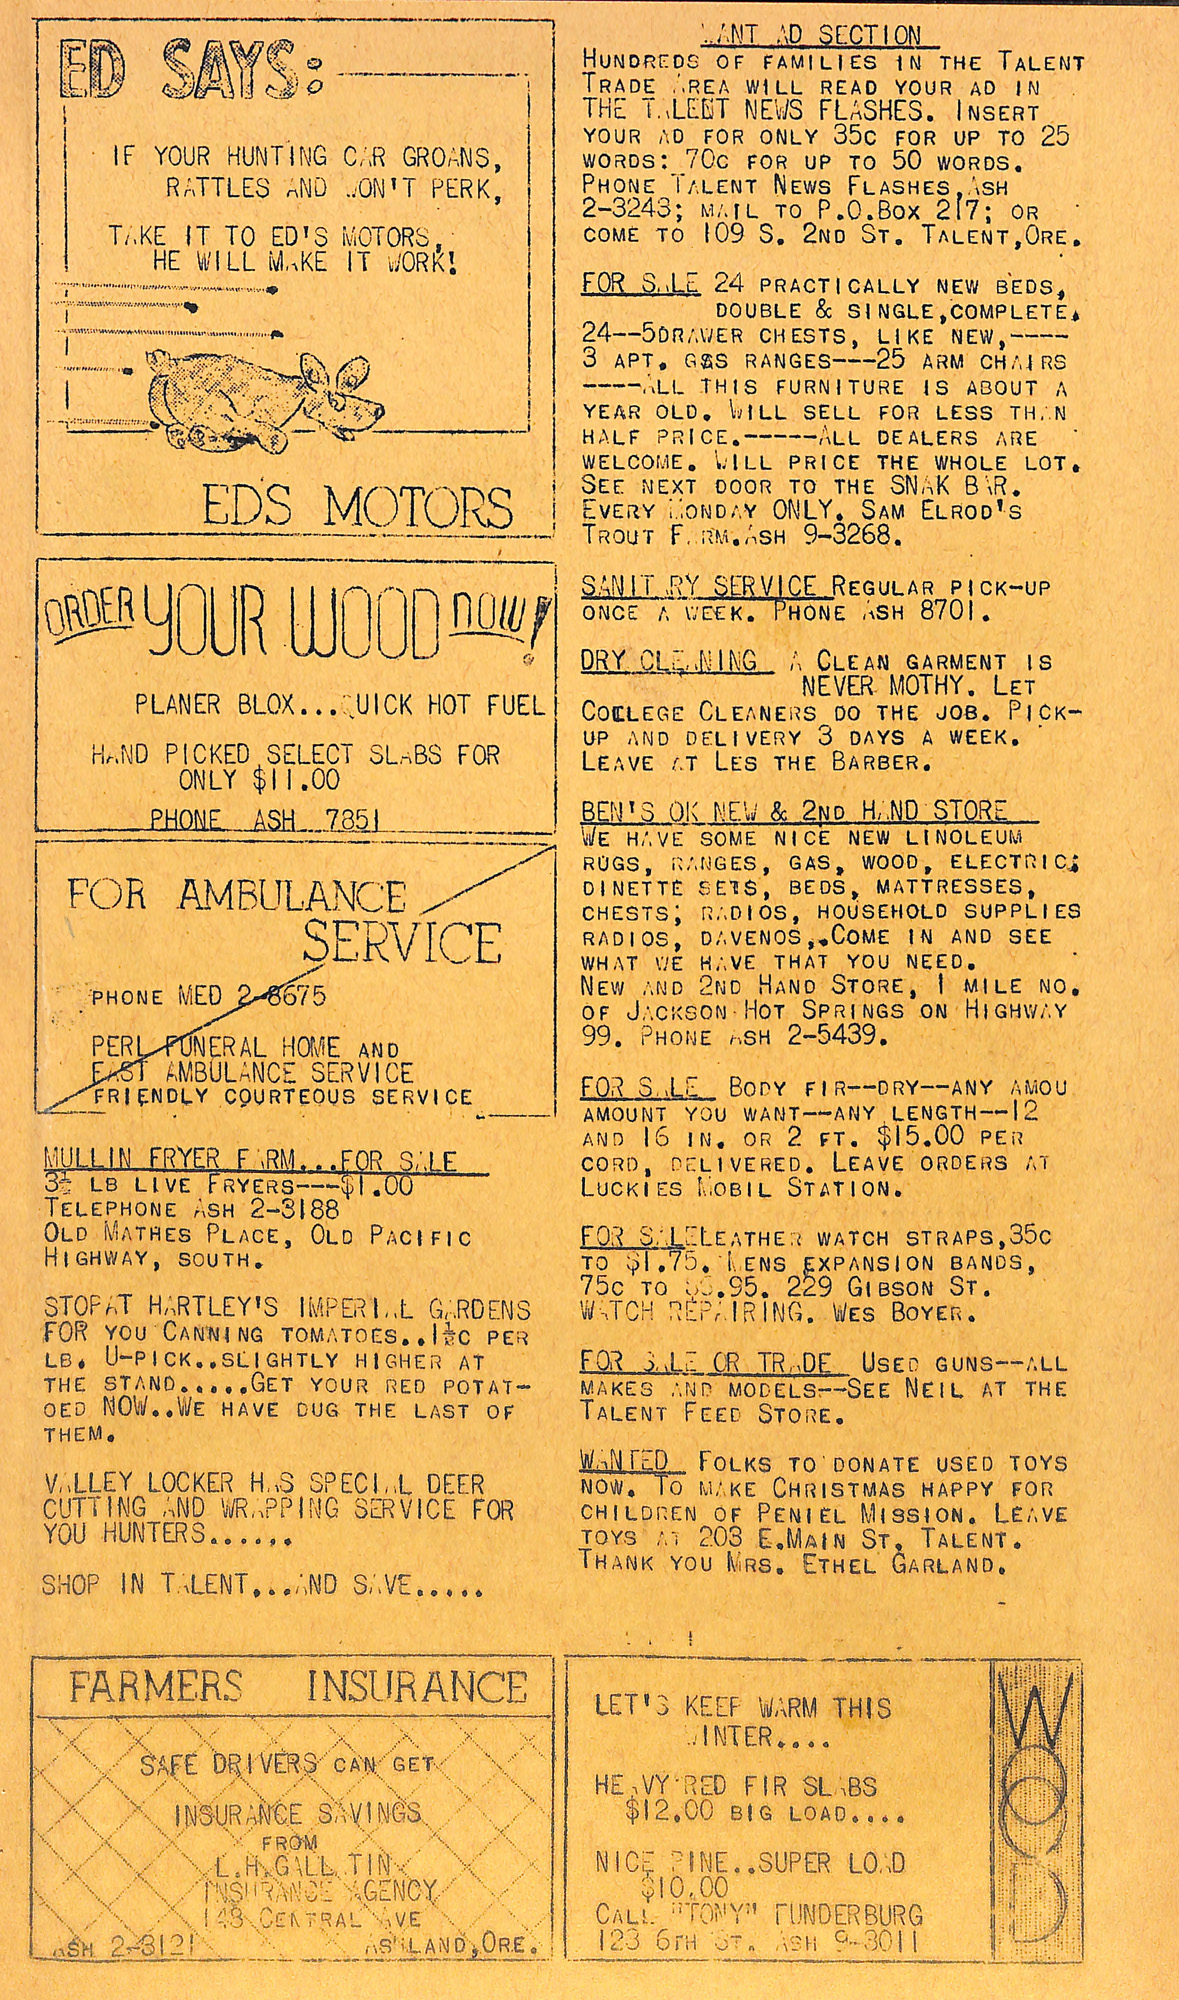 ED SAYS:
IF YOUR HUNTING CAR GROANS,
RATTLES AND WON'T PERK,
TAKE IT TO ED'S MOTORS,
HE WILL MAKE IT WORK!
EDS MOTORS
ORDER YOUR WOOD NOW!
PLANER BLOX...QUICK HOT FUEL
HAND PICKED SELECT SLABS FOR
ONLY $11.00
PHONE ASH 7851
FOR AMBULANCE
SERVICE
PHONE MED 2-8675
PERL FUNERAL HOME AND
EAST AMBULANCE SERVICE
FRIENDLY COURTEOUS SERVICE
MULLIN FRYER FARM...FOR SALE
3½ LB LIVE FRYERS---$1.00
TELEPHONE ASH 2-3188
OLD MATHES PLACE, OLD PACIFIC
HIGHWAY, SOUTH.
STOPAT HARTLEY'S IMPERIAL GARDENS
FOR YOU CANNING TOMATOES..1½C PER
LB. U-PICK..SLIGHTLY HIGHER AT
THE STAND.....GET YOUR RED POTAT-
OED NOW..WE HAVE DUG THE LAST OF
THEM.
VALLEY LOCKER HAS SPECIAL DEER
CUTTING AND WRAPPING SERVICE FOR
YOU HUNTERS......
SHOP IN TALENT...AND SAVE.....
WANT AD SECTION
HUNDREDS OF FAMILIES IN THE TALENT
TRADE AREA WILL READ YOUR AD IN
THE TALENT NEWS FLASHES. INSERT
YOUR AD FOR ONLY 35C FOR UP TO 25
WORDS: 70C FOR UP TO 50 WORDS.
PHONE TALENT NEWS FLASHES,ASH
2-3243; MAIL TO P.O.BOX 217; OR
COME TO 109 S. 2ND ST. TALENT,ORE.
FOR SALE 24 PRACTICALLY NEW BEDS,
DOUBLE & SINGLE,COMPLETE.
24--5DRAWER CHESTS, LIKE NEW,----
3 APT. GAS RANGES---25 ARM CHAIRS
----ALL THIS FURNITURE IS ABOUT A
YEAR OLD. WILL SELL FOR LESS THAN
HALF PRICE.-----ALL DEALERS ARE
WELCOME. WILL PRICE THE WHOLE LOT.
SEE NEXT DOOR TO THE SNAK BAR.
EVERY MONDAY ONLY. SAM ELROD'S
TROUT FARM.ASH 9-3268.
SANITARY SERVICE REGULAR PICK-UP
ONCE A WEEK. PHONE ASH 8701.
DRY CLEANING A CLEAN GARMENT IS
NEVER MOTHY. LET
COLLEGE CLEANERS DO THE JOB. PICK-
UP AND DELIVERY 3 DAYS A WEEK.
LEAVE AT LES THE BARBER.
BEN'S OK NEW & 2ND HAND STORE
WE HAVE SOME NICE NEW LINOLEUM
RUGS, RANGES, GAS, WOOD, ELECTRIC;
DINETTE SETS, BEDS, MATTRESSES,
CHESTS; RADIOS, HOUSEHOLD SUPPLIES
RADIOS, DAVENOS,.COME IN AND SEE
WHAT WE HAVE THAT YOU NEED.
NEW AND 2ND HAND STORE, 1 MILE NO.
OF JACKSON HOT SPRINGS ON HIGHWAY
99. PHONE ASH 2-5439.
FOR SALE BODY FIR--DRY--ANY AMOU
AMOUNT YOU WANT--ANY LENGTH--12
AND 16 IN. OR 2 FT. $15.00 PER
CORD, DELIVERED. LEAVE ORDERS AT
LUCKIES MOBIL STATION.
FOR SALELEATHER WATCH STRAPS,35C
TO $1.75. MENS EXPANSION BANDS,
75C TO .95. 229 GIBSON ST.
WATCH REPAIRING. WES BOYER.
FOR SALE OR TRADE USED GUNS--ALL
MAKES AND MODELS--SEE NEIL AT THE
TALENT FEED STORE.
WANTED FOLKS TO DONATE USED TOYS
NOW. TO MAKE CHRISTMAS HAPPY FOR
CHILDREN OF PENIEL MISSION. LEAVE
TOYS AT 203 E.MAIN ST. TALENT.
THANK YOU MRS. ETHEL GARLAND.
FARMERS INSURANCE
SAFE DRIVERS CAN GET
INSURANCE SAVINGS
FROM
L.H.GALLATIN
INSURANCE AGENCY
143 CENTRAL AVE
ASH 2-3121 ASHLAND,ORE.
LET'S KEEP WARM THIS
WINTER....
HEAVY RED FIR SLABS
$12.00 BIG LOAD....
NICE PINE..SUPER LOAD
$10.00
CALL "TONY" FUNDERBURG
123 6TH ST. ASH 9-3011
WOOD